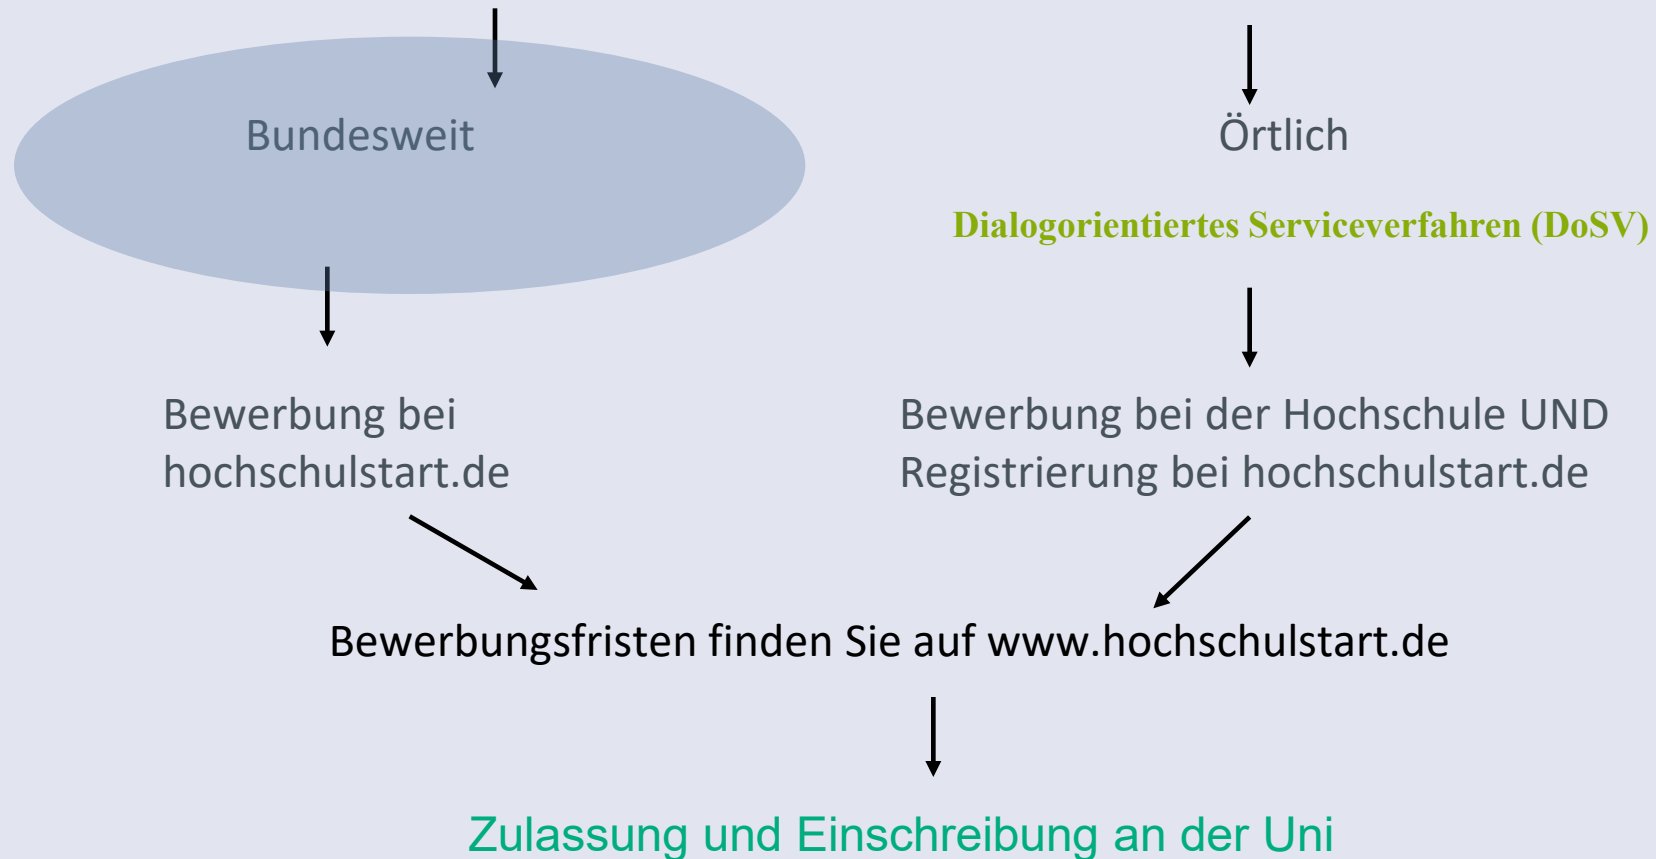 Bundesweit
Örtlich
Dialogorientiertes Serviceverfahren (DoSV)
Bewerbung bei
hochschulstart.de
Bewerbung bei der Hochschule UND
Registrierung bei hochschulstart.de
Bewerbungsfristen finden Sie auf www.hochschulstart.de
Zulassung und Einschreibung an der Uni